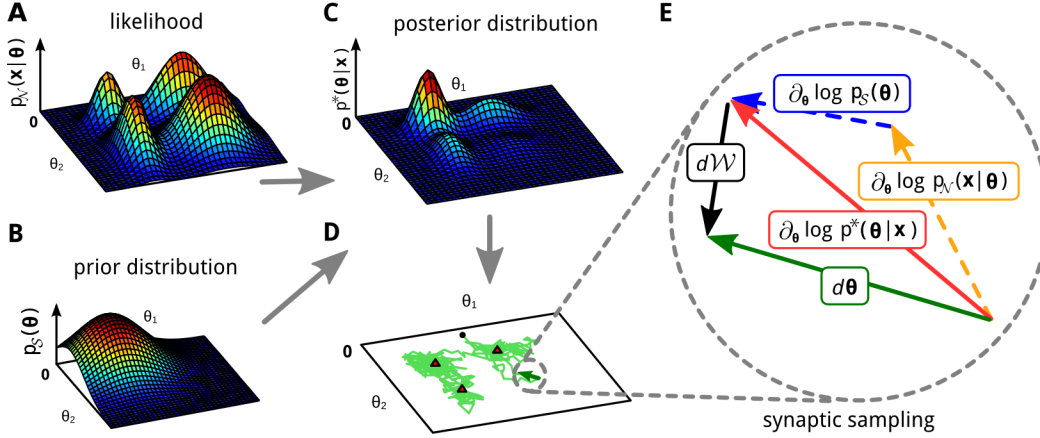 A
likelihood
p𝒩(x|θ)
θ₁
0
θ₂
B
prior distribution
p𝒮(θ)
θ₁
0
θ₂
C
posterior distribution
p*(θ|x)
θ₁
0
θ₂
D
θ₁
0
θ₂
E
∂θ log p𝒮(θ)
d𝒲
∂θ log p𝒩(x|θ)
∂θ log p*(θ|x)
dθ
synaptic sampling